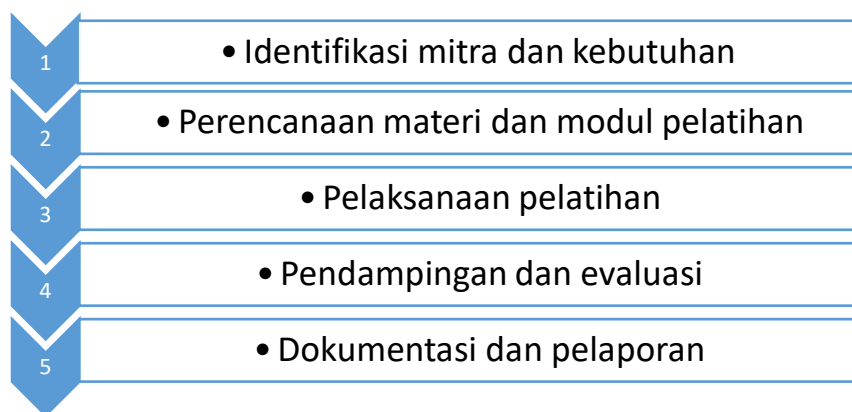 1 • Identifikasi mitra dan kebutuhan
2 • Perencanaan materi dan modul pelatihan
3 • Pelaksanaan pelatihan
4 • Pendampingan dan evaluasi
5 • Dokumentasi dan pelaporan